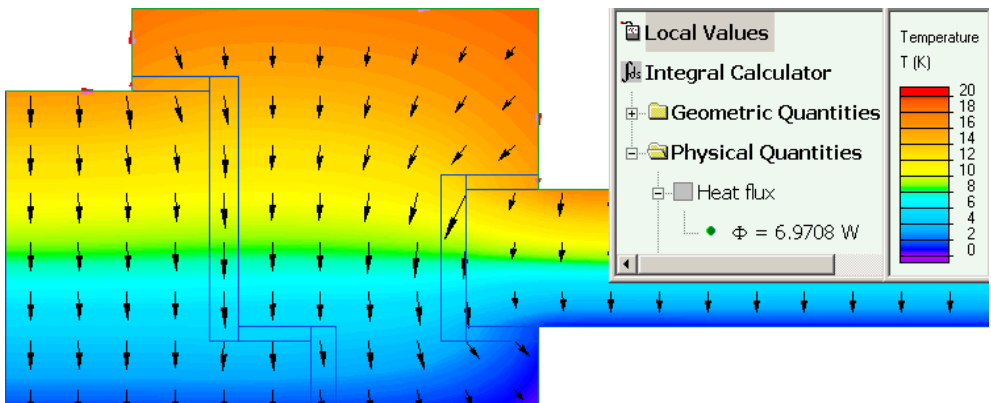 Local Values
∫ds Integral Calculator
Geometric Quantities
Physical Quantities
Heat flux
Φ = 6.9708 W
Temperature
T (K)
20
18
16
14
12
10
8
6
4
2
0